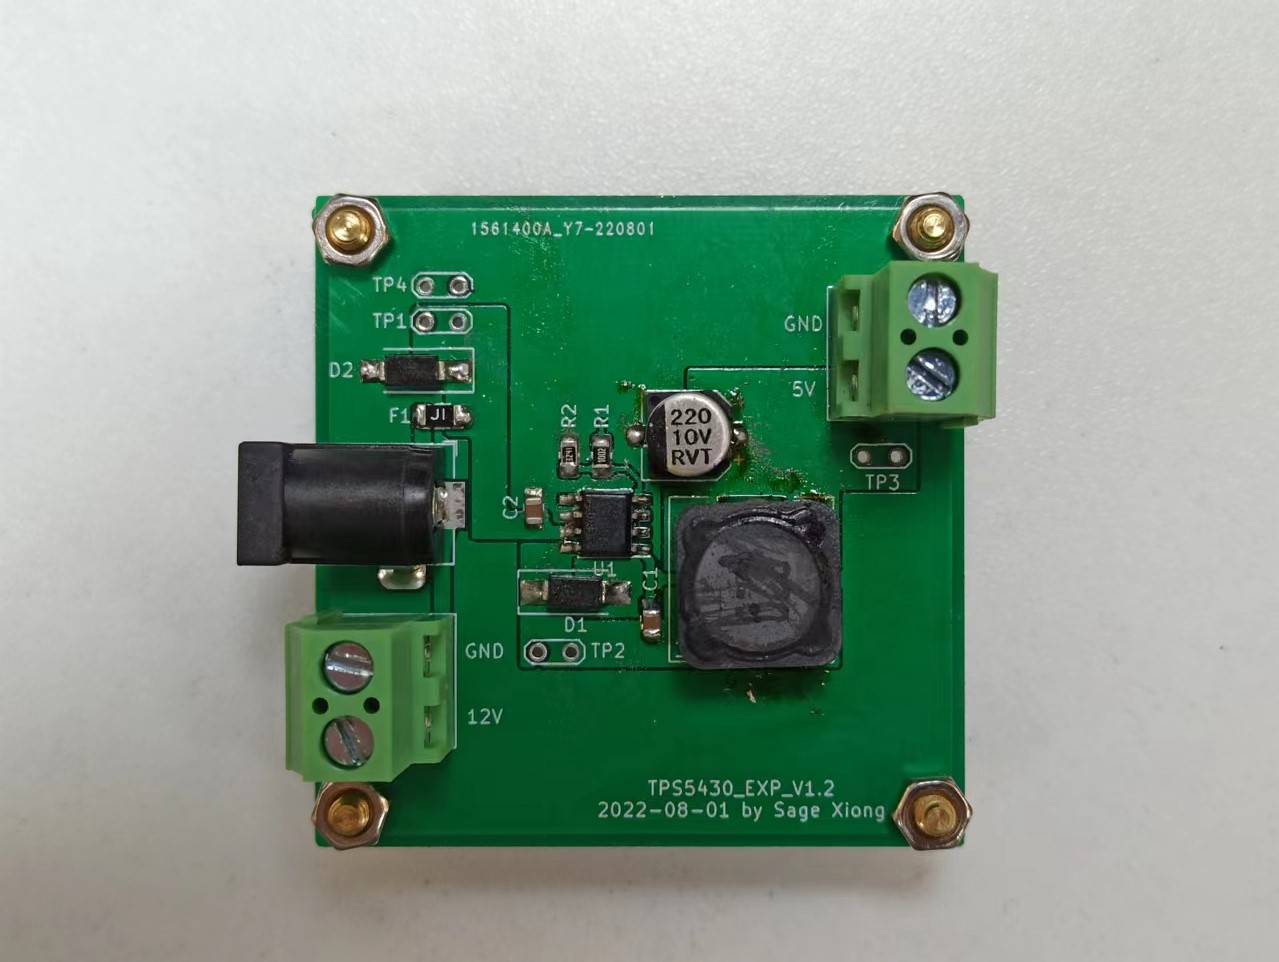 1561400A_Y7-220801
TP4
TP1
D2
F1
J1
GND
5V
R2
R1
220
10V
RVT
1002
TP3
C2
U1
C1
D1
TP2
GND
12V
TPS5430_EXP_V1.2
2022-08-01 by Sage Xiong